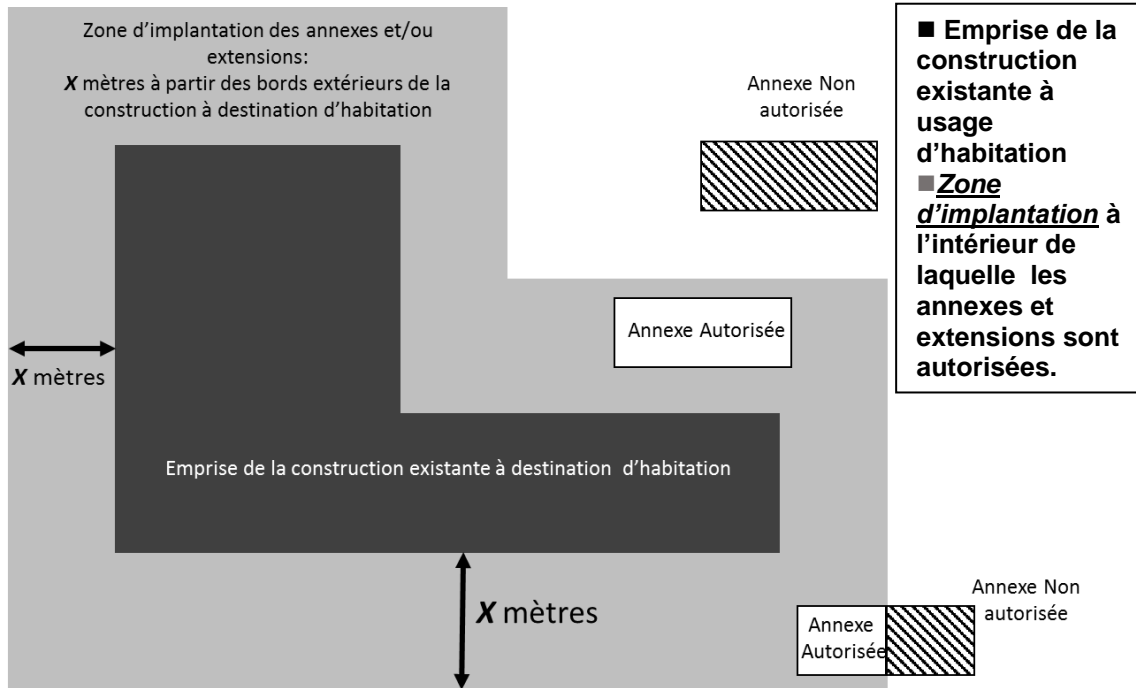 Zone d’implantation des annexes et/ou
extensions:
X mètres à partir des bords extérieurs de la
construction à destination d’habitation
Annexe Non
autorisée
■ Emprise de la
construction
existante à
usage
d’habitation
■Zone
d’implantation à
l’intérieur de
laquelle les
annexes et
extensions sont
autorisées.
Annexe Autorisée
X mètres
Emprise de la construction existante à destination d’habitation
X mètres
Annexe
Autorisée
Annexe Non
autorisée